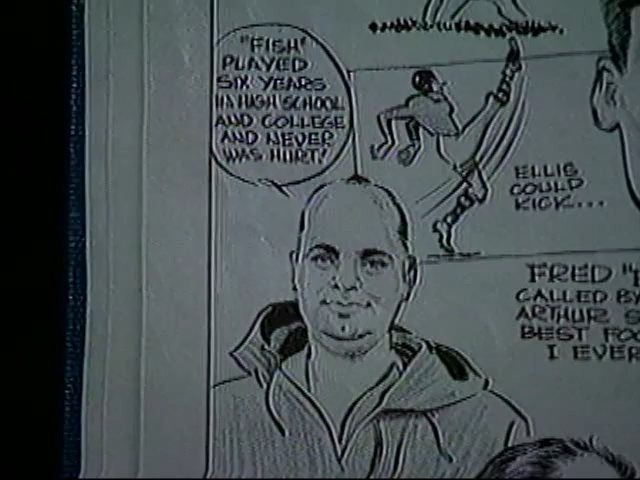 "FISH"
PLAYED
SIX YEARS
IN HIGH SCHOOL
AND COLLEGE
AND NEVER
WAS HURT!
ELLIS
COULD
KICK...
FRED "
CALLED BY
ARTHUR S
BEST FOO
I EVER